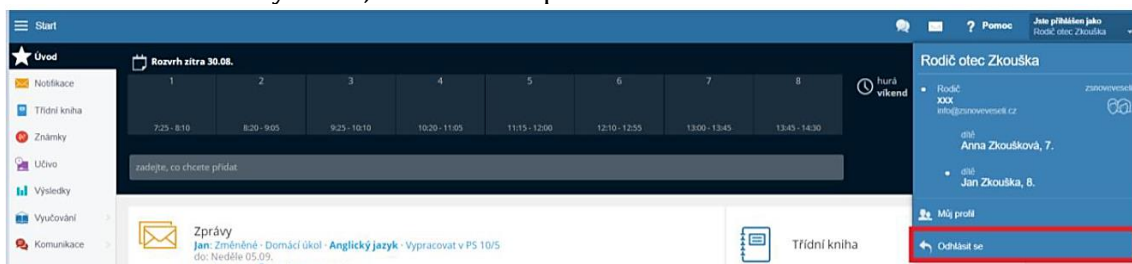 Start
Pomoc
Jste přihlášen jako
Rodič otec Zkouška
Úvod
Notifikace
Třídní kniha
Známky
Učivo
Výsledky
Vyučování
Komunikace
Rozvrh zítra 30.08.
1 2 3 4 5 6 7 8
7:25 - 8:10 8:20 - 9:05 9:25 - 10:10 10:20 - 11:05 11:15 - 12:00 12:10 - 12:55 13:00 - 13:45 13:45 - 14:30
hurá
víkend
zadejte, co chcete přidat
Zprávy
Jan: Změněné · Domácí úkol · Anglický jazyk · Vypracovat v PS 10/5
do: Neděle 05.09.
Třídní kniha
Rodič otec Zkouška
Rodič zsnoveveseli
xxx
info@zsnoveveseli.cz
dítě
Anna Zkoušková, 7.
dítě
Jan Zkouška, 8.
Můj profil
Odhlásit se